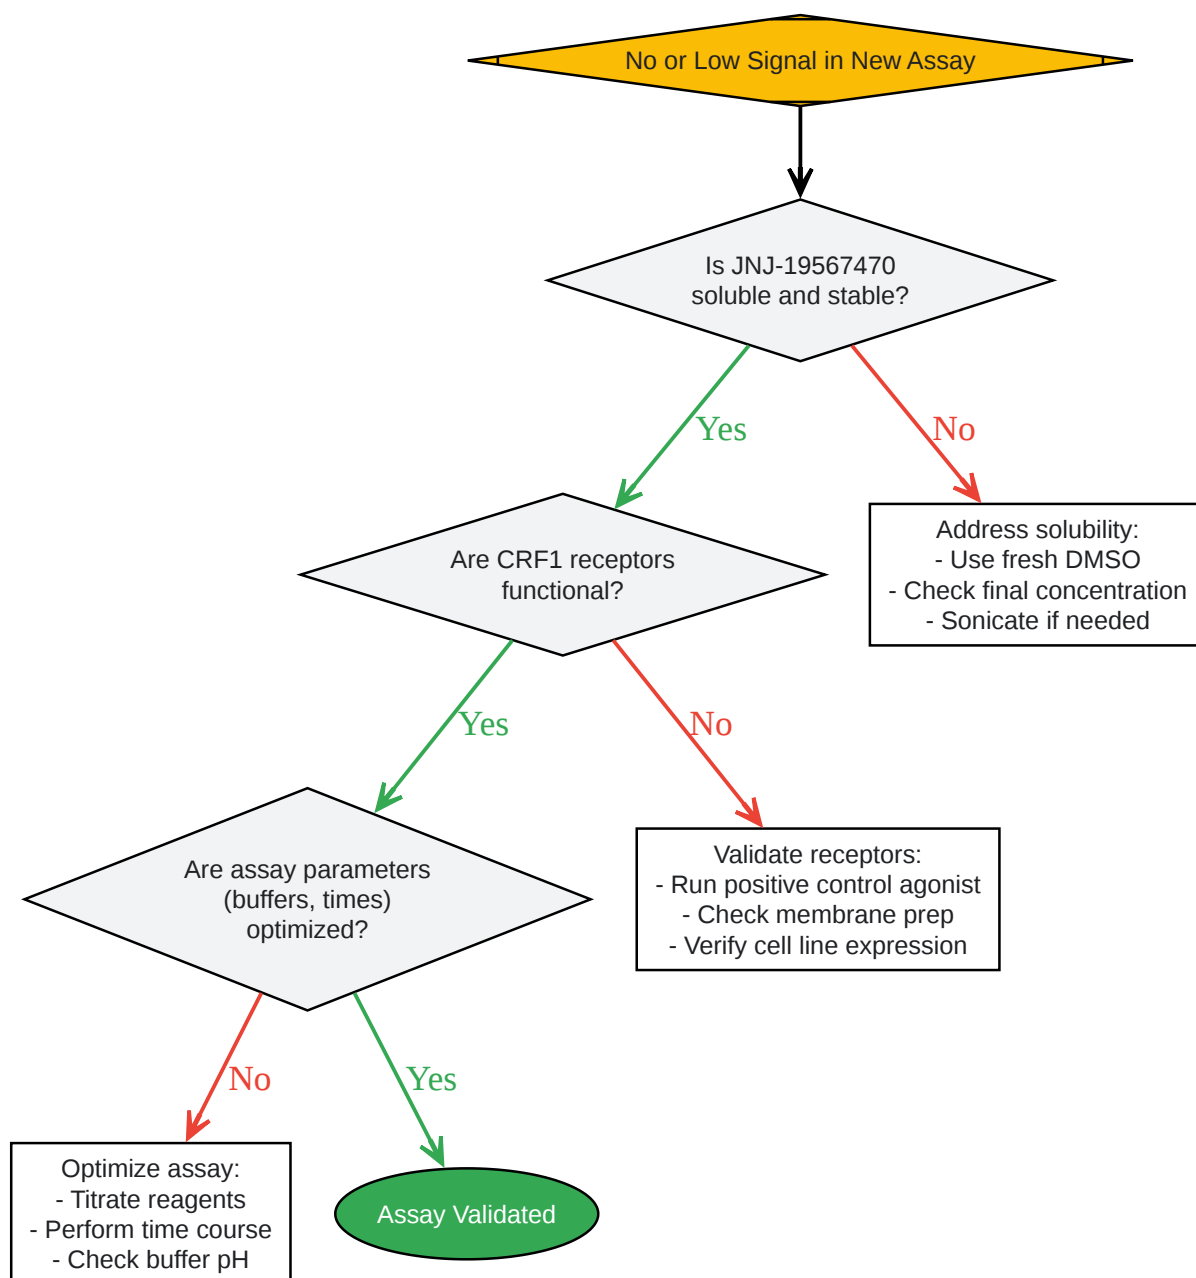 No or Low Signal in New Assay
Is JNJ-19567470
soluble and stable?
Yes
No
Are CRF1 receptors
functional?
Address solubility:
- Use fresh DMSO
- Check final concentration
- Sonicate if needed
Yes
No
Are assay parameters
(buffers, times)
optimized?
Validate receptors:
- Run positive control agonist
- Check membrane prep
- Verify cell line expression
No
Yes
Optimize assay:
- Titrate reagents
- Perform time course
- Check buffer pH
Assay Validated